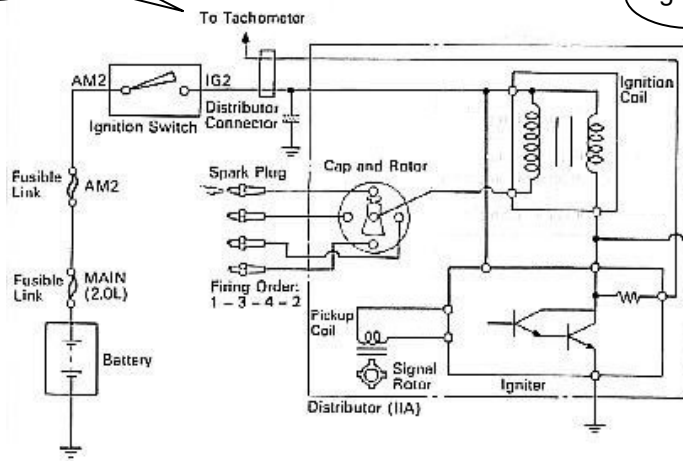 To Tachometer
AM2
IG2
Ignition Switch
Distributor
Connector
Ignition
Coil
Fusible
Link
AM2
Spark Plug
Cap and Rotor
Fusible
Link
MAIN
(2.0L)
Firing Order:
1 – 3 – 4 – 2
Pickup
Coil
Battery
Signal
Rotor
Igniter
Distributor (IIA)